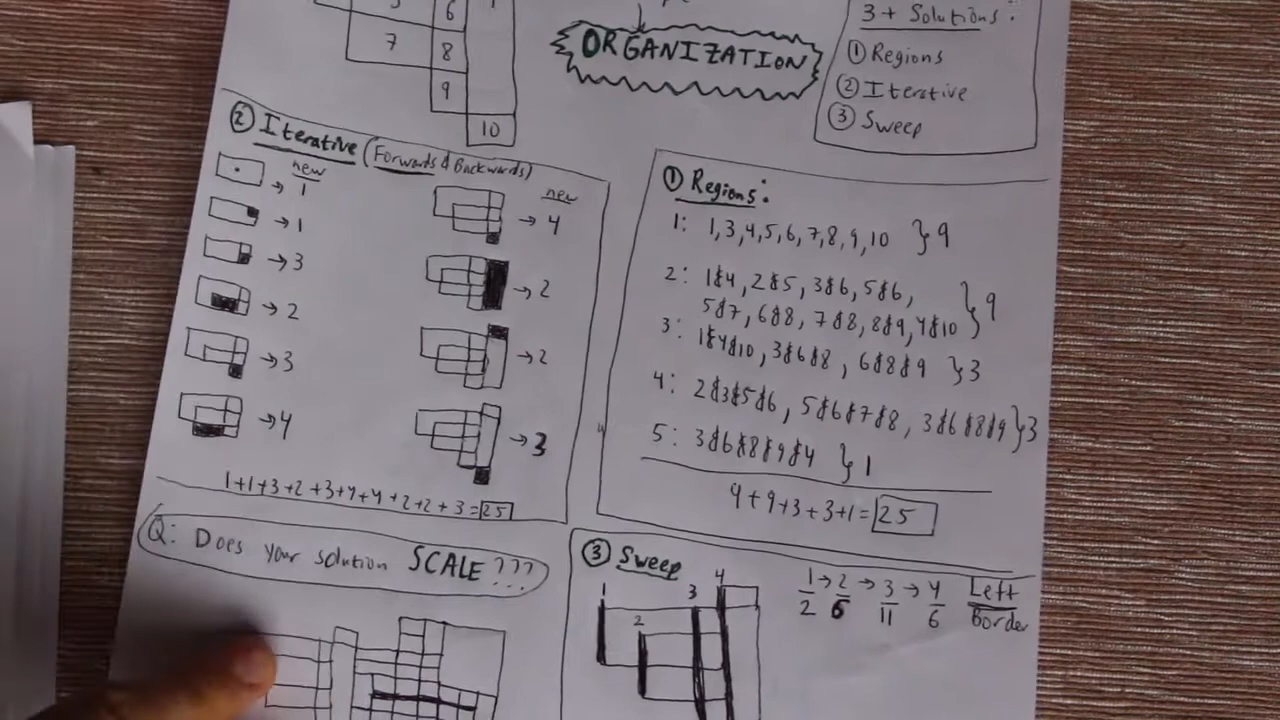 6
7
8
9
10
ORGANIZATION
3+ Solutions:
① Regions
② Iterative
③ Sweep
② Iterative (Forwards & Backwards)
new
→ 1
→ 1
→ 3
→ 2
→ 3
→ 4
new
→ 4
→ 2
→ 2
→ 3
1+1+3+2+3+4+4+2+2+3=25
① Regions:
1: 1,3,4,5,6,7,8,9,10 } 9
2: 1&4, 2&5, 3&6, 5&6,
5&7, 6&8, 7&8, 8&9, 4&10 } 9
3: 1&4&10, 3&6&8, 6&8&9 } 3
4: 2&3&5&6, 5&6&7&8, 3&6&8&9 } 3
5: 3&6&8&9&4 } 1
9+9+3+3+1=25
Q: Does your solution SCALE???
③ Sweep
1
2
3
4
1/2 → 2/6 → 3/11 → 4/6
Left
Border